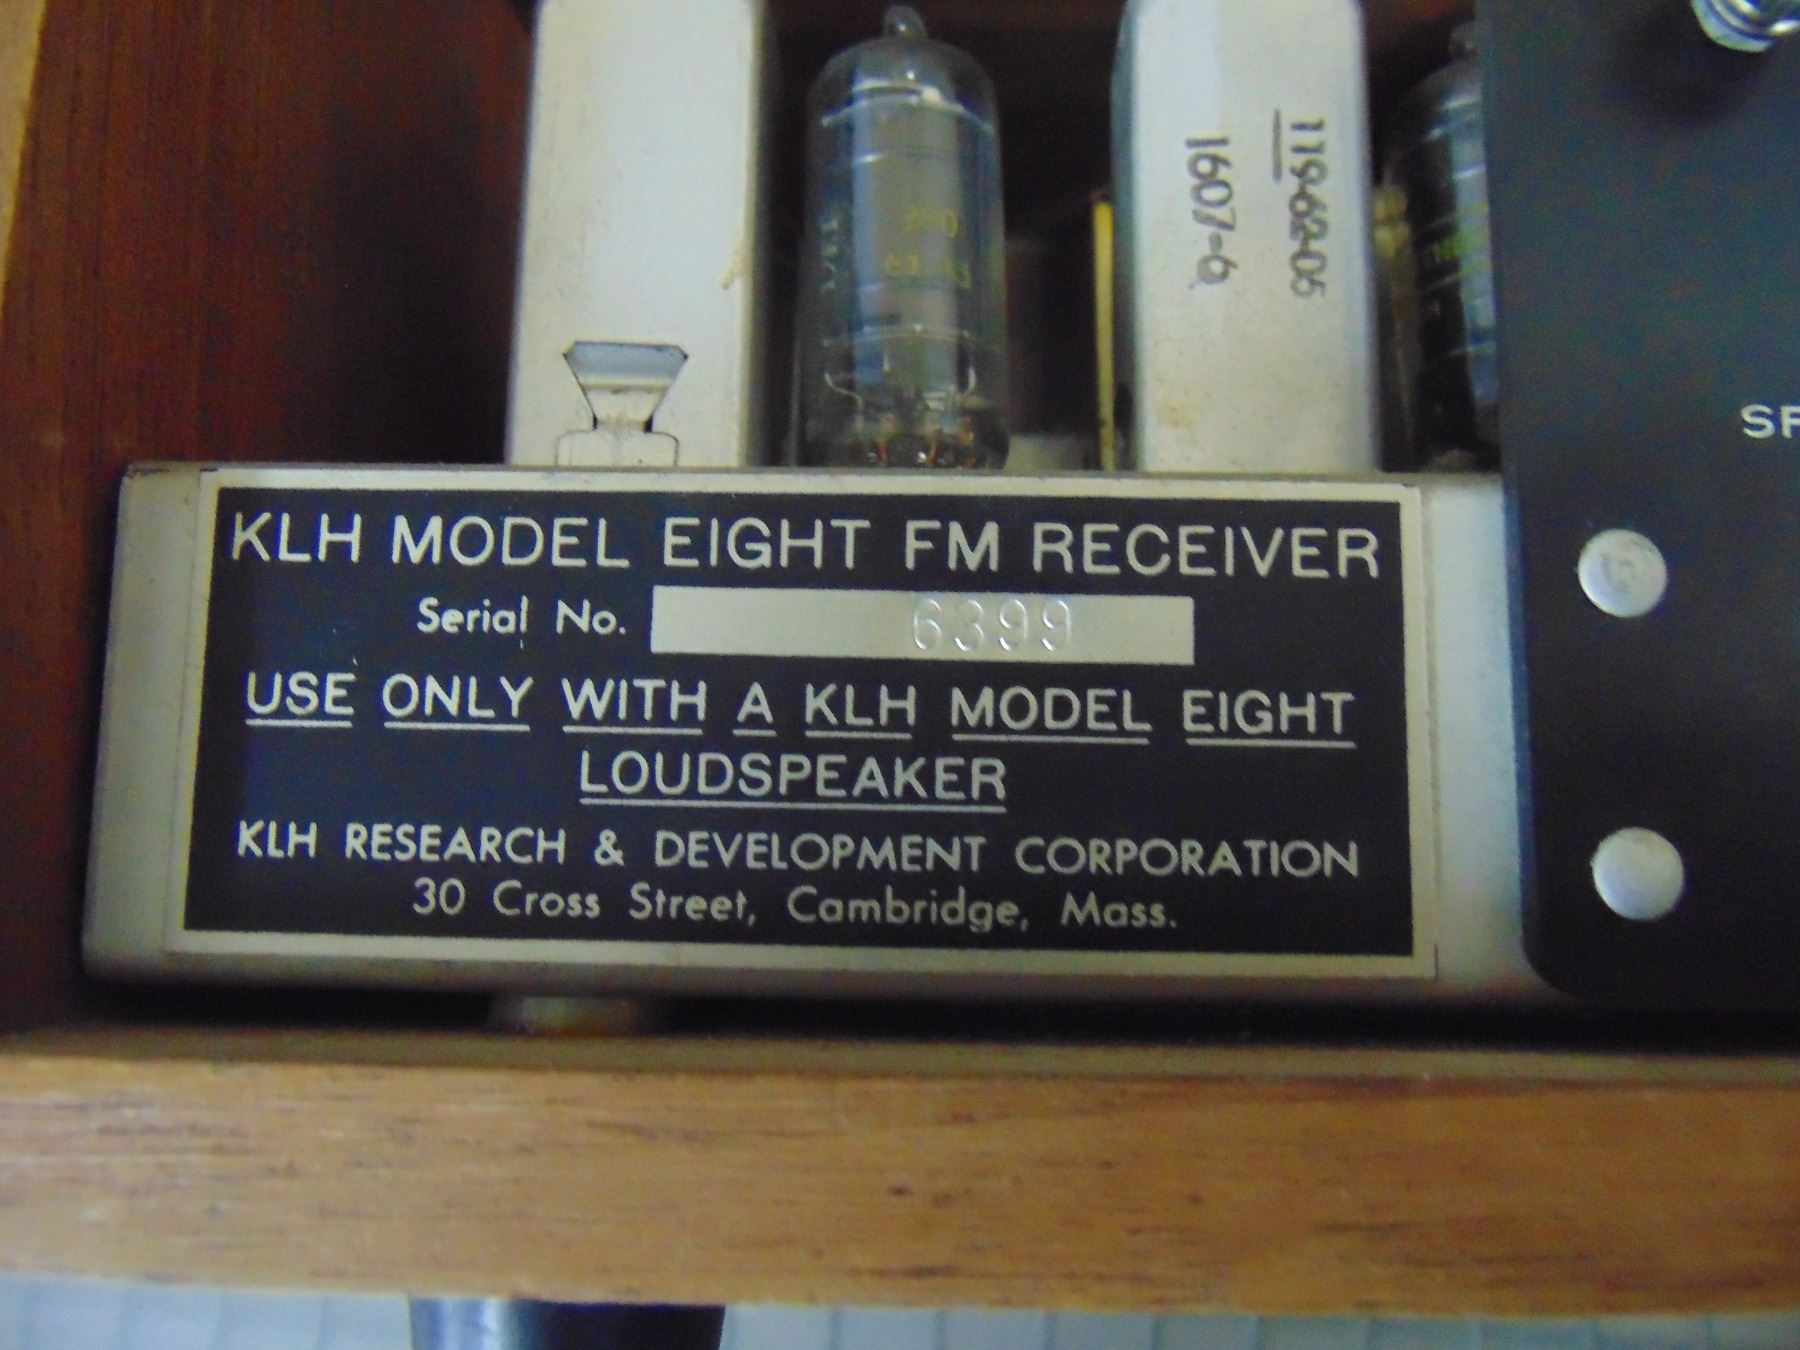 119-62-05
1607-6
KLH MODEL EIGHT FM RECEIVER
Serial No. 6399
USE ONLY WITH A KLH MODEL EIGHT
LOUDSPEAKER
KLH RESEARCH & DEVELOPMENT CORPORATION
30 Cross Street, Cambridge, Mass.